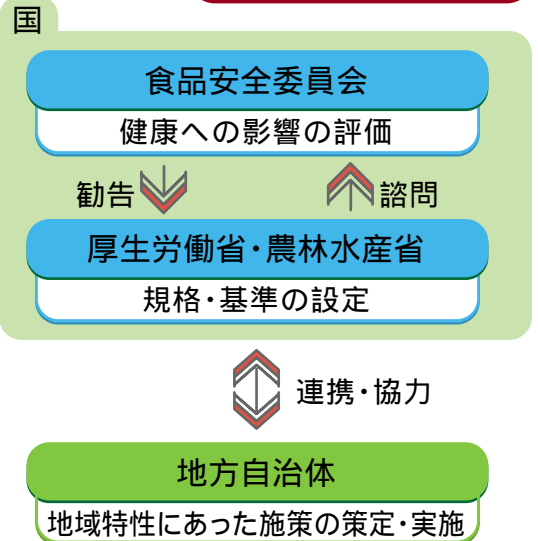 国
食品安全委員会
健康への影響の評価
勧告
諮問
厚生労働省・農林水産省
規格・基準の設定
連携・協力
地方自治体
地域特性にあった施策の策定・実施